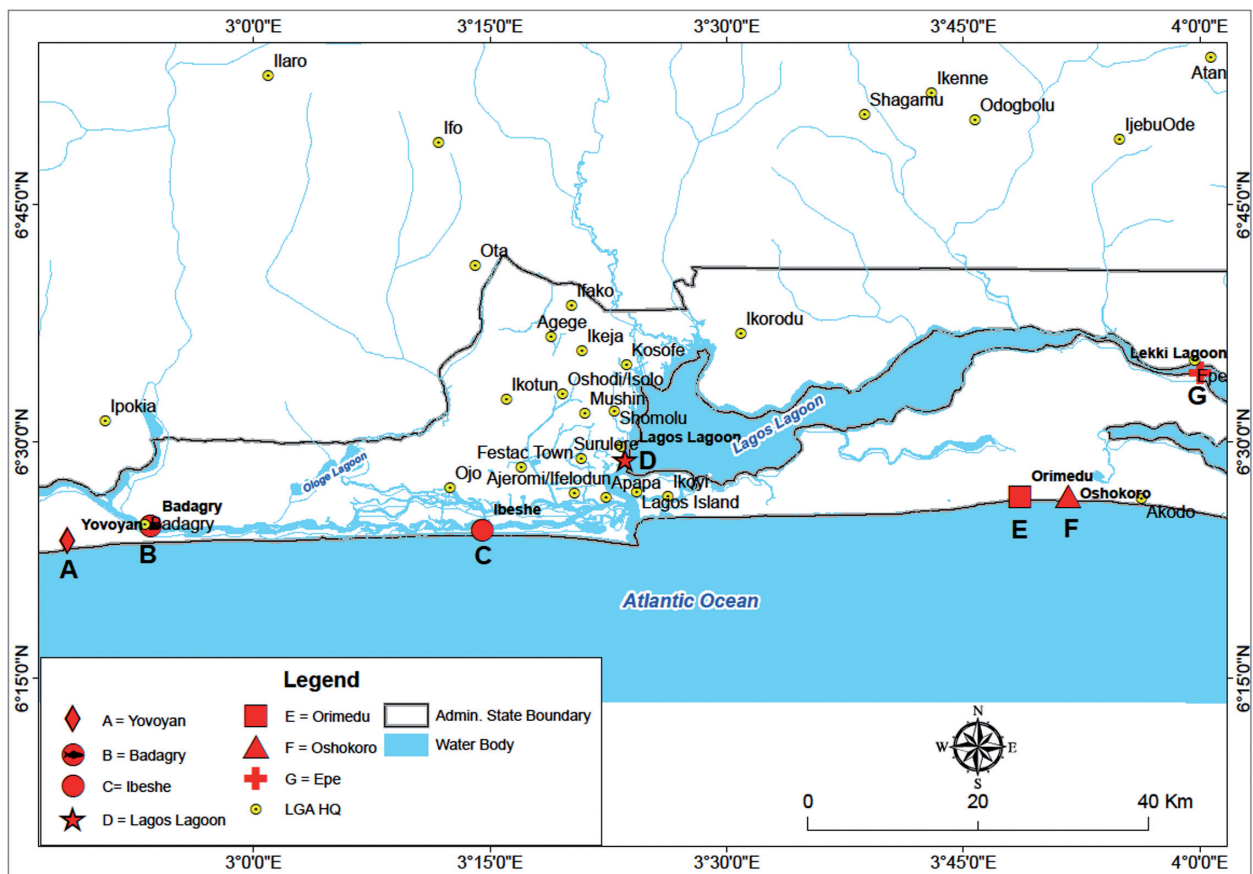 3°0'0"E 3°15'0"E 3°30'0"E 3°45'0"E 4°0'0"E
Ilaro
Atan
Ikenne
Shagamu
Odogbolu
Ifo
IjebuOde
6°45'0"N 6°45'0"N
Ota
Ifako
Agege
Ikorodu
Ikeja
Kosofe
Lekki Lagoon
Epe
G
Ikotun
Oshodi/Isolo
Mushin
Ipokia
Shomolu
Lagos Lagoon
6°30'0"N 6°30'0"N
Surulere
Lagos Lagoon
Festac Town
D
Ologe Lagoon
Ojo
Ajeromi/Ifelodun
Apapa
Ikoyi
Lagos Island
Orimedu
Oshokoro
Akodo
Badagry
Ibeshe
Yovoyan
Badagry
A
B
C
E
F
Atlantic Ocean
6°15'0"N 6°15'0"N
Legend
A = Yovoyan
B = Badagry
C= Ibeshe
D = Lagos Lagoon
E = Orimedu
F = Oshokoro
G = Epe
LGA HQ
Admin. State Boundary
Water Body
N
W E
S
0 20 40 Km
3°0'0"E 3°15'0"E 3°30'0"E 3°45'0"E 4°0'0"E